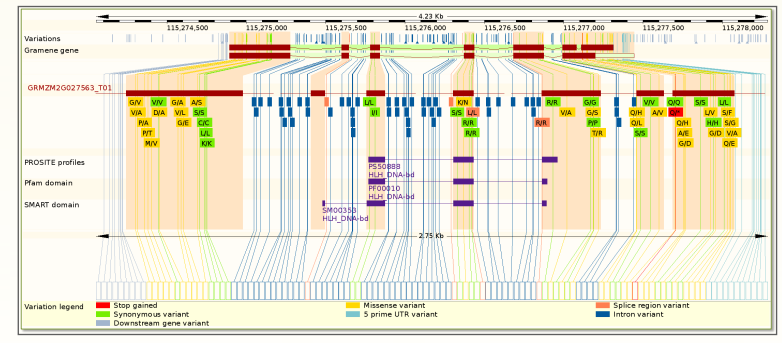 4.23 Kb
115,274,500 115,275,000 115,275,500 115,276,000 115,276,500 115,277,000 115,277,500 115,278,000
Variations
Gramene gene
GRMZM2G027563_T01
G/V V/V G/A A/S L/L K/N R/R G/G V/V Q/Q S/S L/L
V/A D/A V/L S/S I/I S/S L/L V/A G/S Q/H V/A V/L S/F
P/A G/E C/C R/R R/R P/P Q/L Q/H H/H S/G
P/T L/L R/R T/R S/S A/E G/D V/A
M/V K/K G/D Q/E
PROSITE profiles
PS50888
HLH_DNA-bd
Pfam domain
PF00010
HLH_DNA-bd
SMART domain
SM00353
HLH_DNA-bd
2.75 Kb
Variation legend
Stop gained Missense variant Splice region variant
Synonymous variant 5 prime UTR variant Intron variant
Downstream gene variant